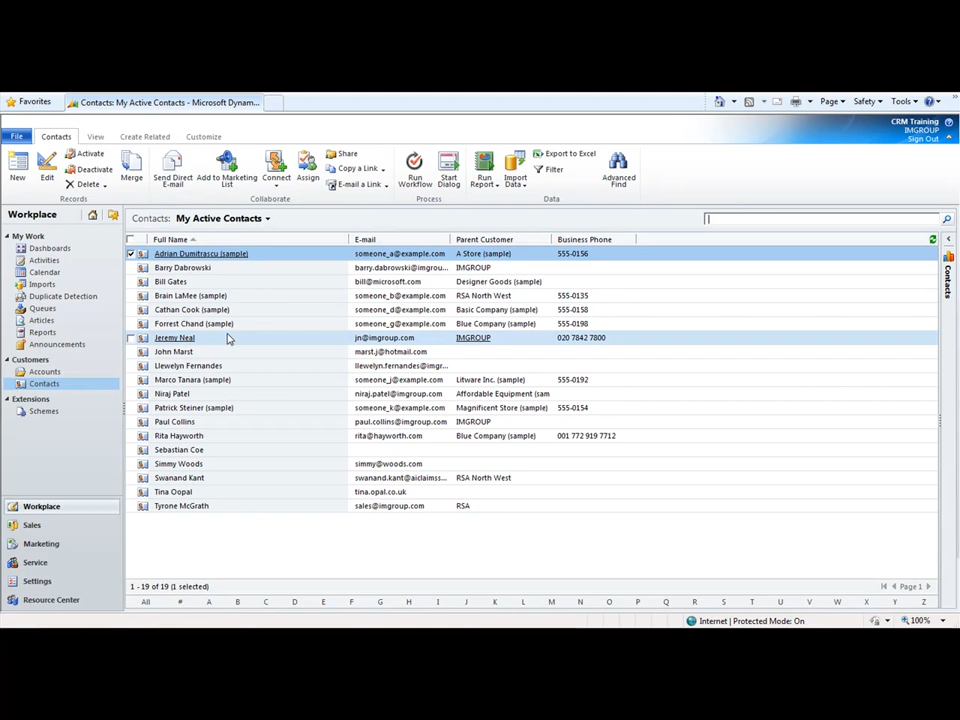 Favorites
Contacts: My Active Contacts - Microsoft Dynam...
Page
Safety
Tools
File
Contacts
View
Create Related
Customize
CRM Training
IMGROUP
Sign Out
New
Edit
Activate
Deactivate
Delete
Merge
Records
Send Direct E-mail
Add to Marketing List
Connect
Assign
Share
Copy a Link
E-mail a Link
Collaborate
Run Workflow
Start Dialog
Process
Run Report
Import Data
Export to Excel
Filter
Advanced Find
Data
Workplace
Contacts: My Active Contacts
My Work
Dashboards
Activities
Calendar
Imports
Duplicate Detection
Queues
Articles
Reports
Announcements
Customers
Accounts
Contacts
Extensions
Schemes
Workplace
Sales
Marketing
Service
Settings
Resource Center
Full Name E-mail Parent Customer Business Phone
Adrian Dumitrascu (sample) someone_a@example.com A Store (sample) 555-0156
Barry Dabrowski barry.dabrowski@imgrou... IMGROUP
Bill Gates bill@microsoft.com Designer Goods (sample)
Brain LaMee (sample) someone_b@example.com RSA North West 555-0135
Cathan Cook (sample) someone_d@example.com Basic Company (sample) 555-0158
Forrest Chand (sample) someone_g@example.com Blue Company (sample) 555-0198
Jeremy Neal jn@imgroup.com IMGROUP 020 7842 7800
John Marst marst.j@hotmail.com
Llewelyn Fernandes llewelyn.fernandes@imgr...
Marco Tanara (sample) someone_j@example.com Litware Inc. (sample) 555-0192
Niraj Patel niraj.patel@imgroup.com Affordable Equipment (sam
Patrick Steiner (sample) someone_k@example.com Magnificent Store (sample) 555-0154
Paul Collins paul.collins@imgroup.com IMGROUP
Rita Hayworth rita@hayworth.com Blue Company (sample) 001 772 919 7712
Sebastian Coe
Simmy Woods simmy@woods.com
Swanand Kant swanand.kant@aiclaimss... RSA North West
Tina Oopal tina.opal.co.uk
Tyrone McGrath sales@imgroup.com RSA
Contacts
1 - 19 of 19 (1 selected)
Page 1
All # A B C D E F G H I J K L M N O P Q R S T U V W X Y Z
Internet | Protected Mode: On
100%